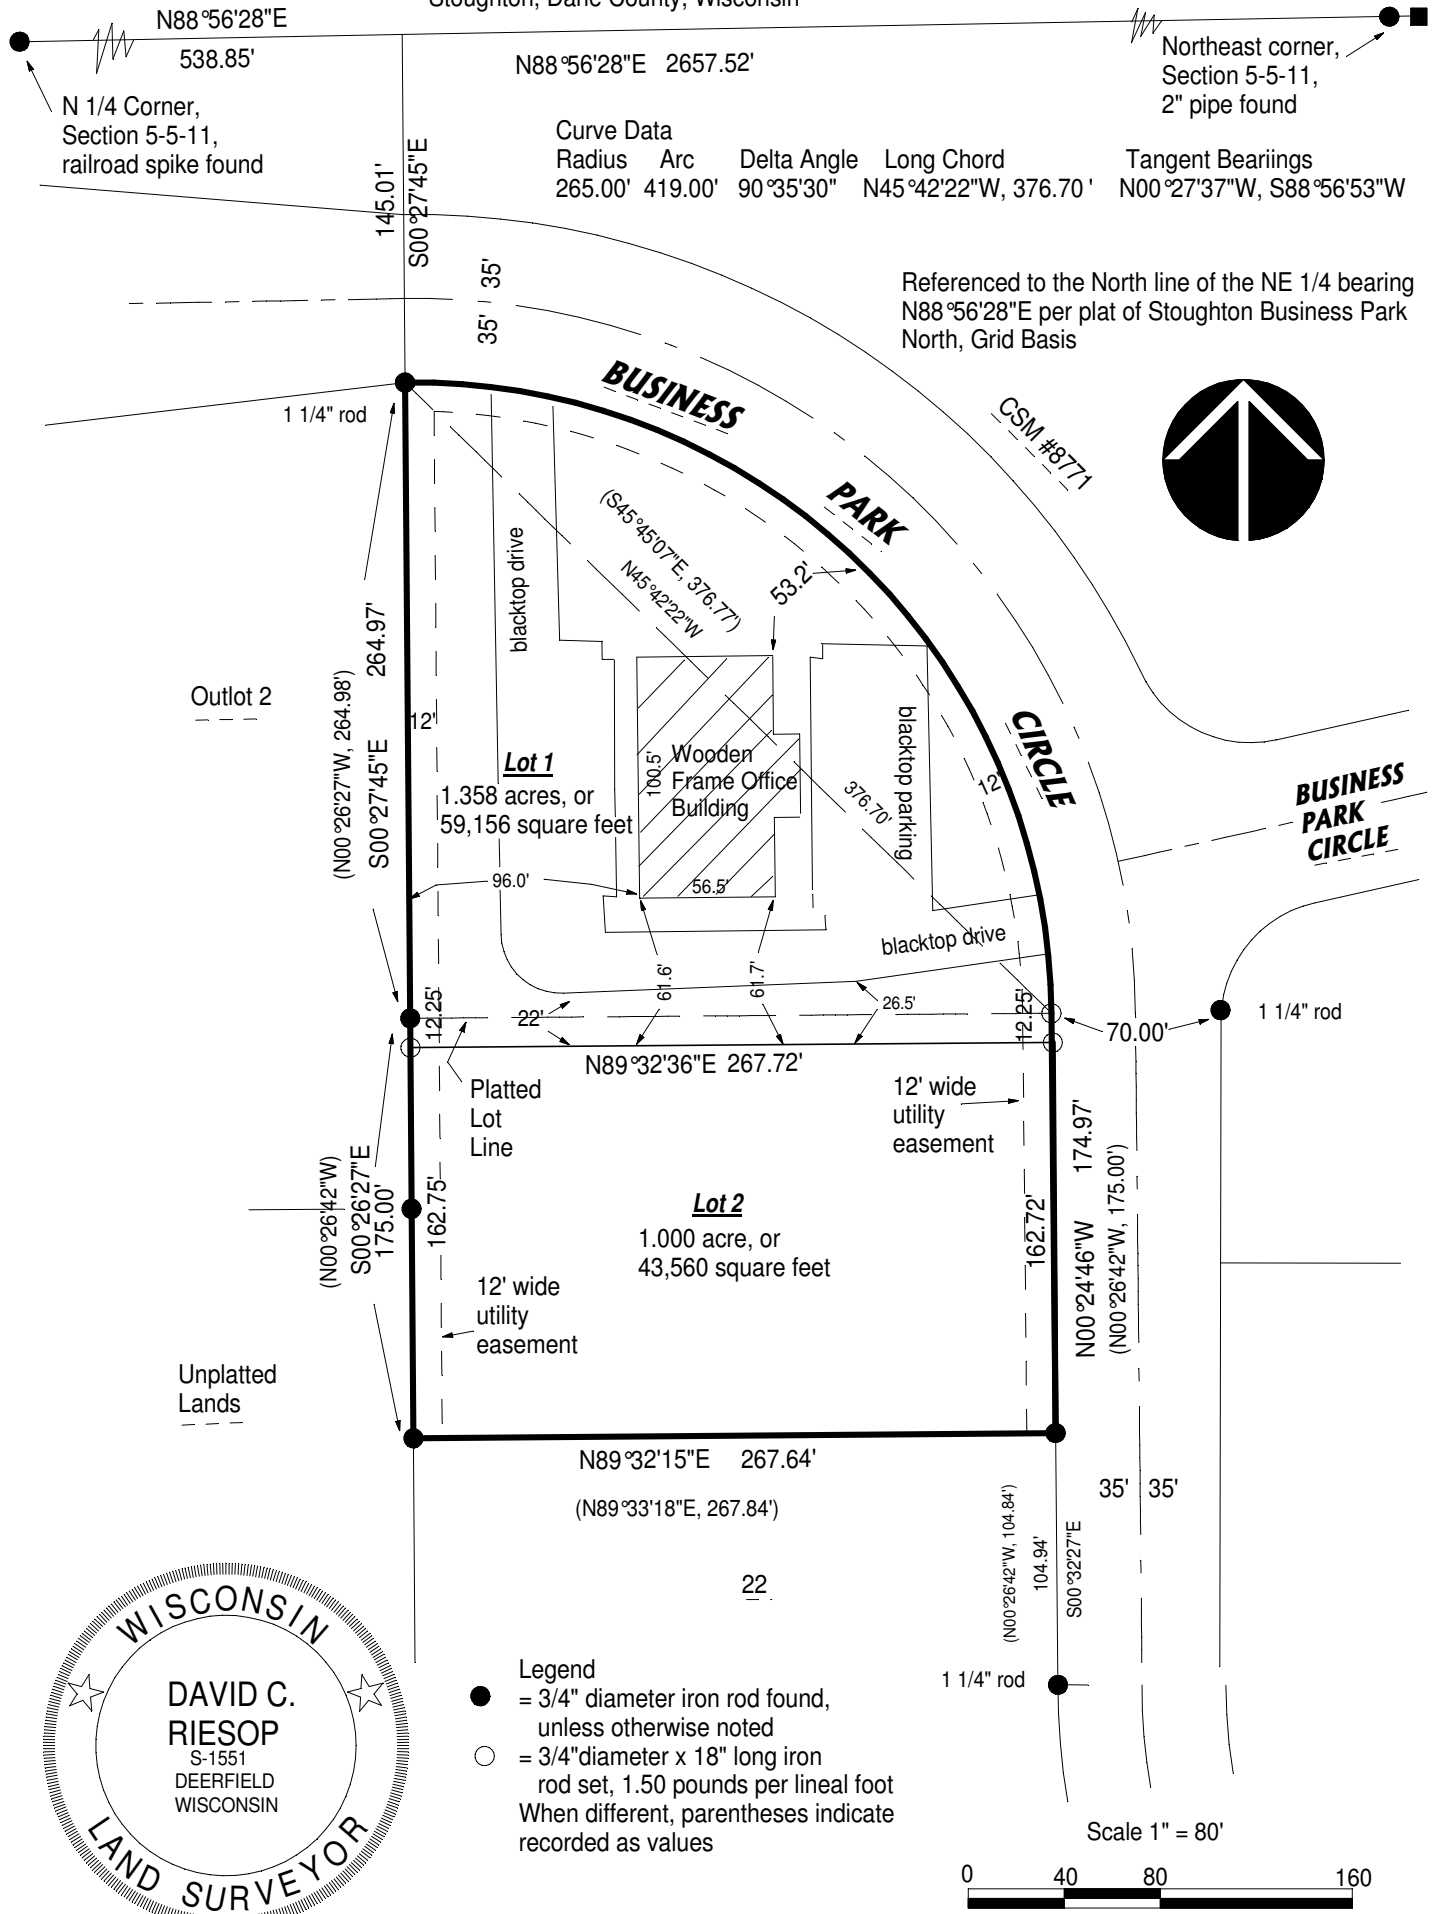 Stoughton, Dane County, Wisconsin
N88°56'28"E
538.85'
N88°56'28"E 2657.52'
N 1/4 Corner,
Section 5-5-11,
railroad spike found
Northeast corner,
Section 5-5-11,
2" pipe found
Curve Data
Radius Arc Delta Angle Long Chord Tangent Beariings
265.00' 419.00' 90°35'30" N45°42'22"W, 376.70 ' N00°27'37"W, S88°56'53"W
145.01'
S00°27'45"E
35'
35'
Referenced to the North line of the NE 1/4 bearing
N88°56'28"E per plat of Stoughton Business Park
North, Grid Basis
1 1/4" rod
BUSINESS
PARK
CIRCLE
CSM #8771
(S45°45'07"E, 376.77')
N45°42'22"W
53.2'
blacktop drive
264.97'
S00°27'45"E
(N00°26'27"W, 264.98')
Outlot 2
12'
Lot 1
1.358 acres, or
59,156 square feet
100.5'
Wooden
Frame Office
Building
56.5'
376.70'
blacktop parking
12'
BUSINESS
PARK
CIRCLE
96.0'
blacktop drive
61.6'
61.7'
26.5'
22'
12.25'
12.25'
70.00'
1 1/4" rod
N89°32'36"E 267.72'
Platted
Lot
Line
12' wide
utility
easement
174.97'
N00°24'46"W
(N00°26'42"W, 175.00')
(N00°26'42"W)
S00°26'27"E
175.00'
162.75'
162.72'
Lot 2
1.000 acre, or
43,560 square feet
12' wide
utility
easement
Unplatted
Lands
N89°32'15"E 267.64'
(N89°33'18"E, 267.84')
35' 35'
(N00°26'42"W, 104.84')
104.94'
S00°32'27"E
22
1 1/4" rod
WISCONSIN
DAVID C.
RIESOP
S-1551
DEERFIELD
WISCONSIN
LAND SURVEYOR
Legend
= 3/4" diameter iron rod found,
unless otherwise noted
= 3/4"diameter x 18" long iron
rod set, 1.50 pounds per lineal foot
When different, parentheses indicate
recorded as values
Scale 1" = 80'
0 40 80 160